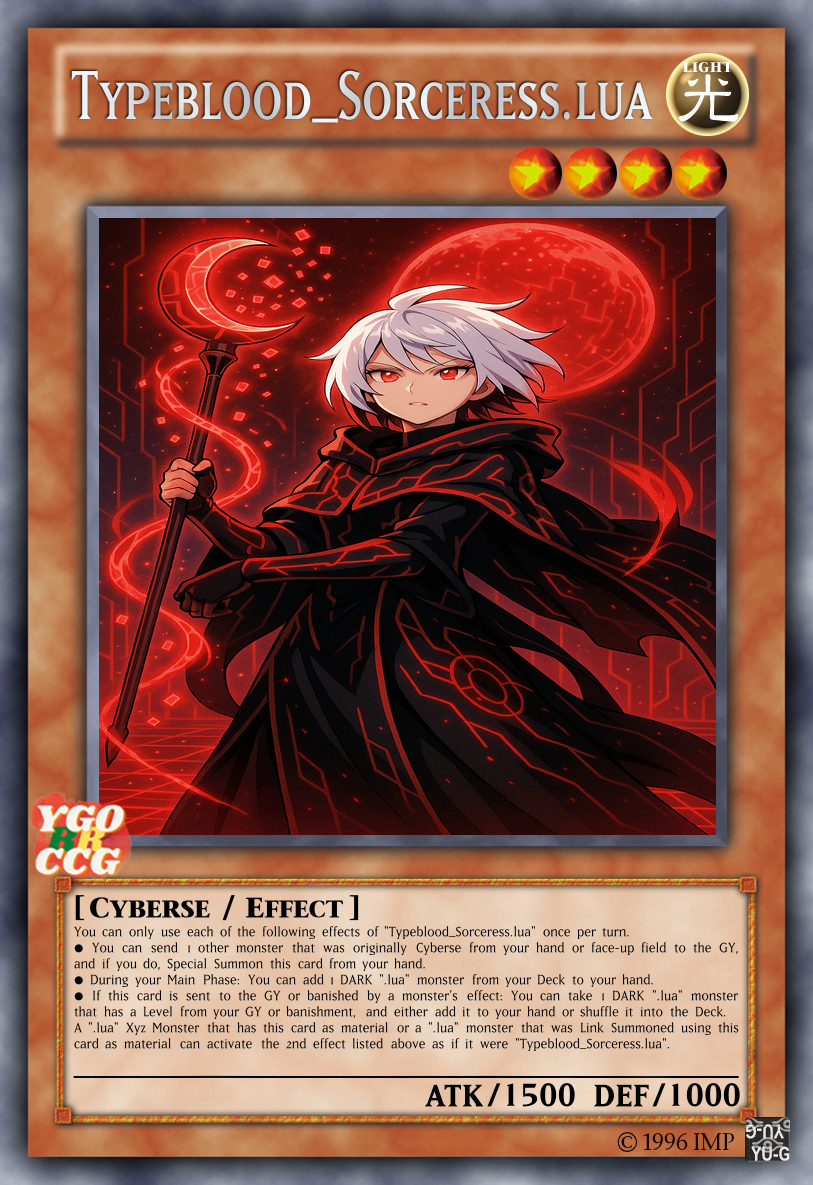 Typeblood_Sorceress.lua
LIGHT
光
YGO
RR
CCG
[ Cyberse / Effect ]
You can only use each of the following effects of "Typeblood_Sorceress.lua" once per turn.
● You can send 1 other monster that was originally Cyberse from your hand or face-up field to the GY,
and if you do, Special Summon this card from your hand.
● During your Main Phase: You can add 1 DARK ".lua" monster from your Deck to your hand.
● If this card is sent to the GY or banished by a monster's effect: You can take 1 DARK ".lua" monster
that has a Level from your GY or banishment, and either add it to your hand or shuffle it into the Deck.
A ".lua" Xyz Monster that has this card as material or a ".lua" monster that was Link Summoned using this
card as material can activate the 2nd effect listed above as if it were "Typeblood_Sorceress.lua".
ATK/1500 DEF/1000
© 1996 IMP
YU-G